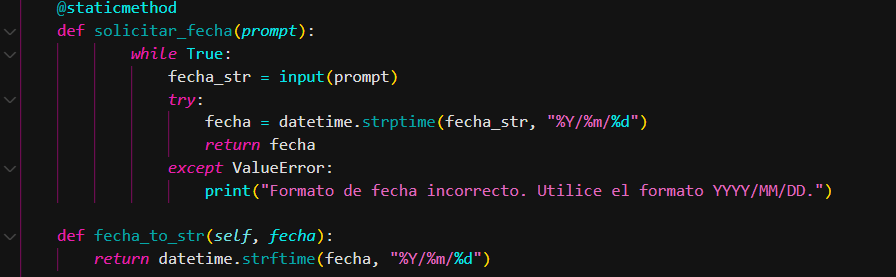 @staticmethod
def solicitar_fecha(prompt):
while True:
fecha_str = input(prompt)
try:
fecha = datetime.strptime(fecha_str, "%Y/%m/%d")
return fecha
except ValueError:
print("Formato de fecha incorrecto. Utilice el formato YYYY/MM/DD.")
def fecha_to_str(self, fecha):
return datetime.strftime(fecha, "%Y/%m/%d")